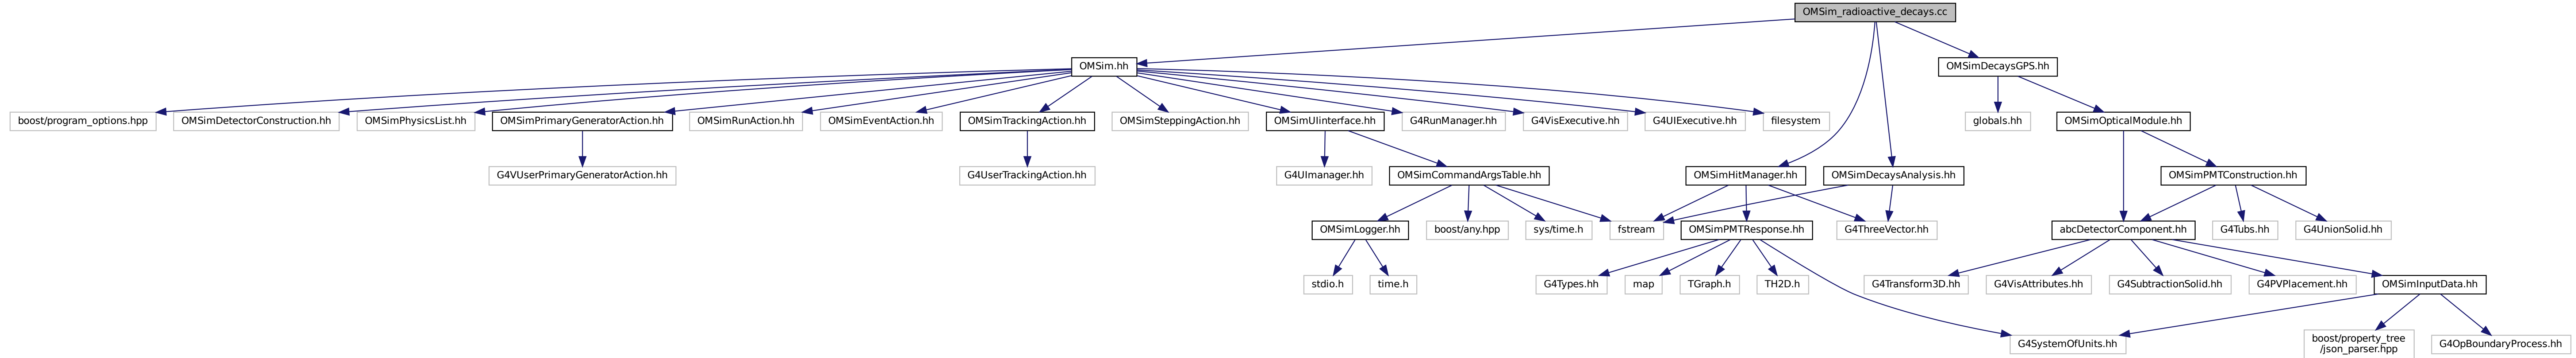 OMSim_radioactive_decays.cc
OMSim.hh
OMSimDecaysGPS.hh
boost/program_options.hpp
OMSimDetectorConstruction.hh
OMSimPhysicsList.hh
OMSimPrimaryGeneratorAction.hh
OMSimRunAction.hh
OMSimEventAction.hh
OMSimTrackingAction.hh
OMSimSteppingAction.hh
OMSimUIinterface.hh
G4RunManager.hh
G4VisExecutive.hh
G4UIExecutive.hh
filesystem
globals.hh
OMSimOpticalModule.hh
G4VUserPrimaryGeneratorAction.hh
G4UserTrackingAction.hh
G4UImanager.hh
OMSimCommandArgsTable.hh
OMSimHitManager.hh
OMSimDecaysAnalysis.hh
OMSimPMTConstruction.hh
OMSimLogger.hh
boost/any.hpp
sys/time.h
fstream
OMSimPMTResponse.hh
G4ThreeVector.hh
abcDetectorComponent.hh
G4Tubs.hh
G4UnionSolid.hh
stdio.h
time.h
G4Types.hh
map
TGraph.h
TH2D.h
G4Transform3D.hh
G4VisAttributes.hh
G4SubtractionSolid.hh
G4PVPlacement.hh
OMSimInputData.hh
G4SystemOfUnits.hh
boost/property_tree
/json_parser.hpp
G4OpBoundaryProcess.hh